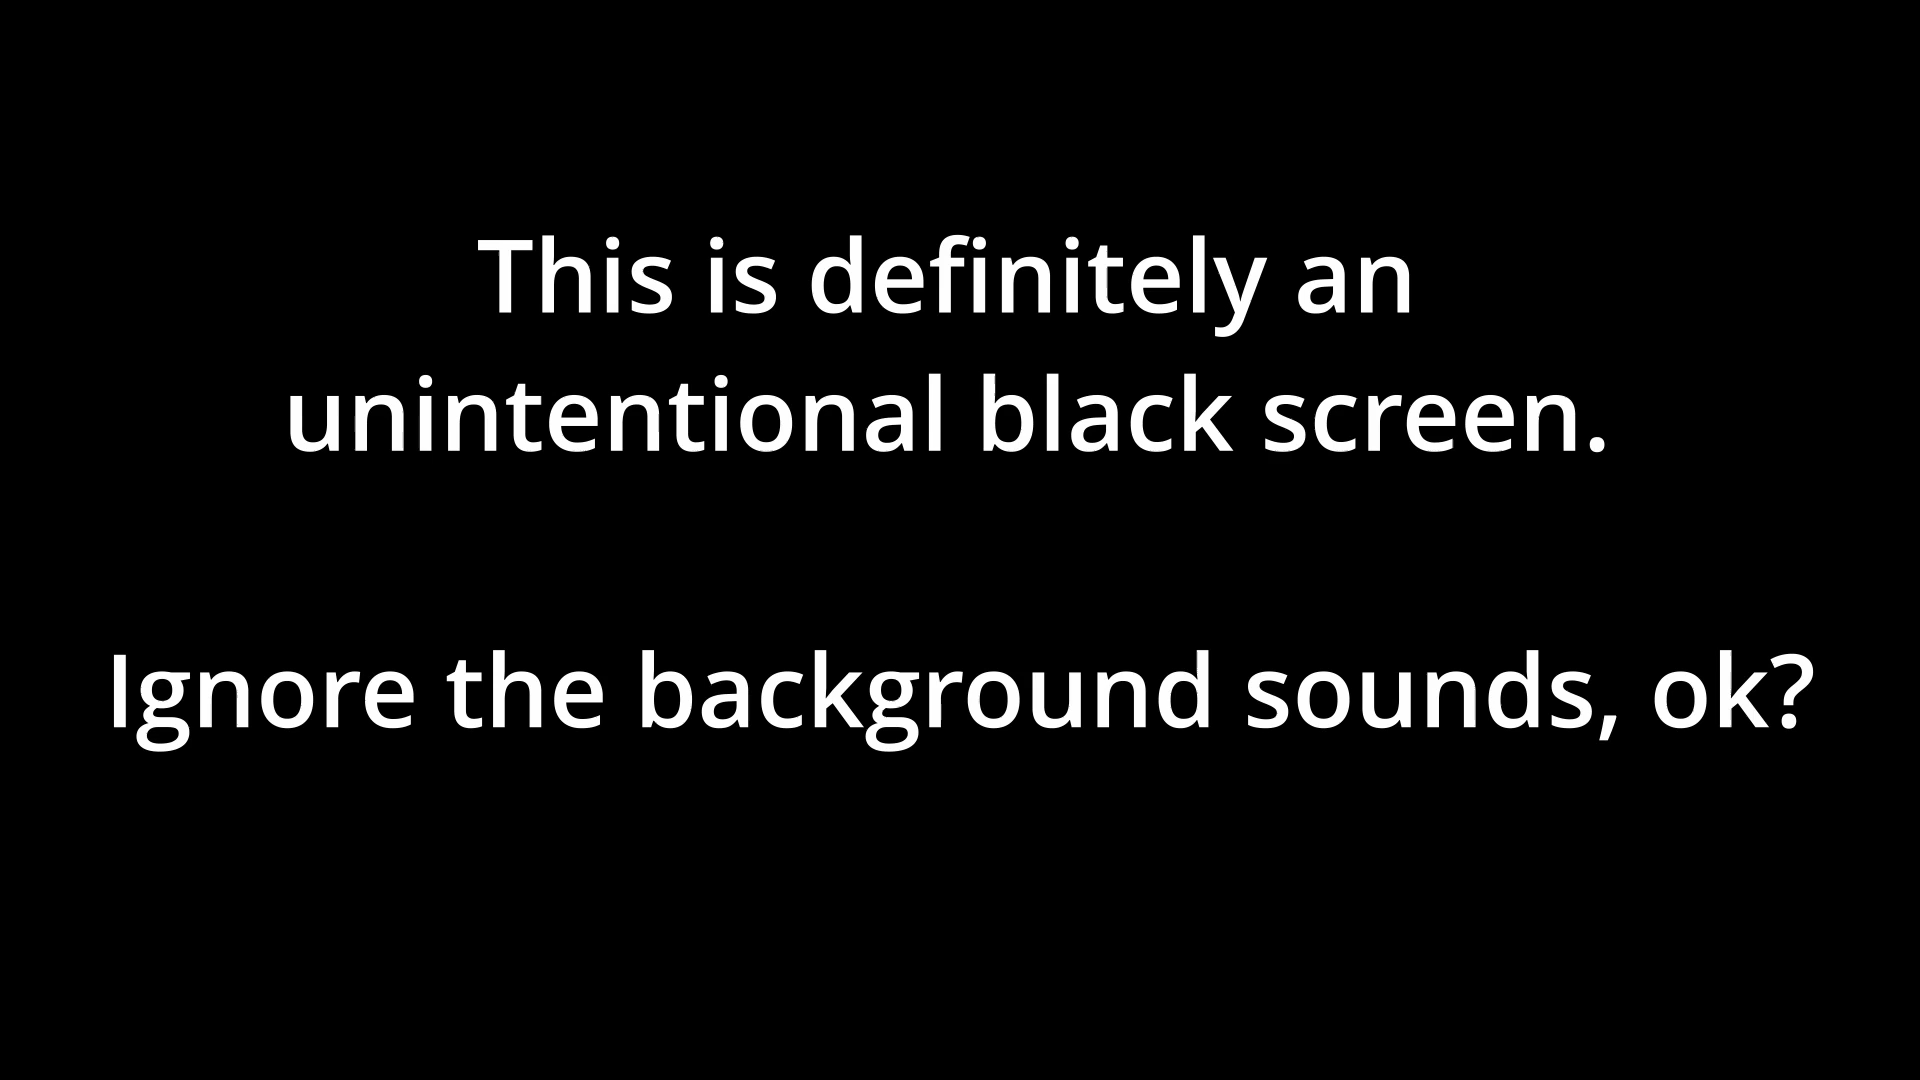 This is definitely an
unintentional black screen.
Ignore the background sounds, ok?